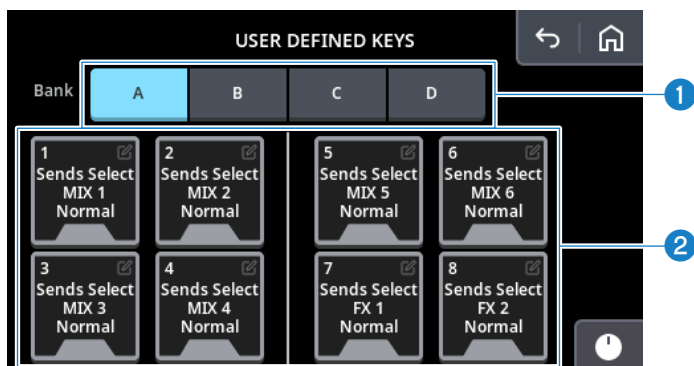 USER DEFINED KEYS
Bank
A
B
C
D
1
1
Sends Select
MIX 1
Normal
2
Sends Select
MIX 2
Normal
5
Sends Select
MIX 5
Normal
6
Sends Select
MIX 6
Normal
2
3
Sends Select
MIX 3
Normal
4
Sends Select
MIX 4
Normal
7
Sends Select
FX 1
Normal
8
Sends Select
FX 2
Normal